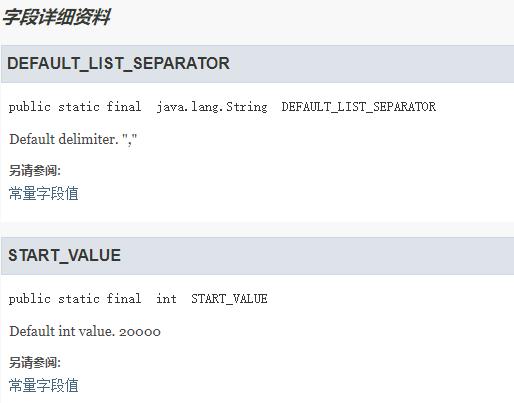 字段详细资料
DEFAULT_LIST_SEPARATOR
public static final java.lang.String DEFAULT_LIST_SEPARATOR
Default delimiter. ","
另请参阅:
常量字段值
START_VALUE
public static final int START_VALUE
Default int value. 20000
另请参阅:
常量字段值